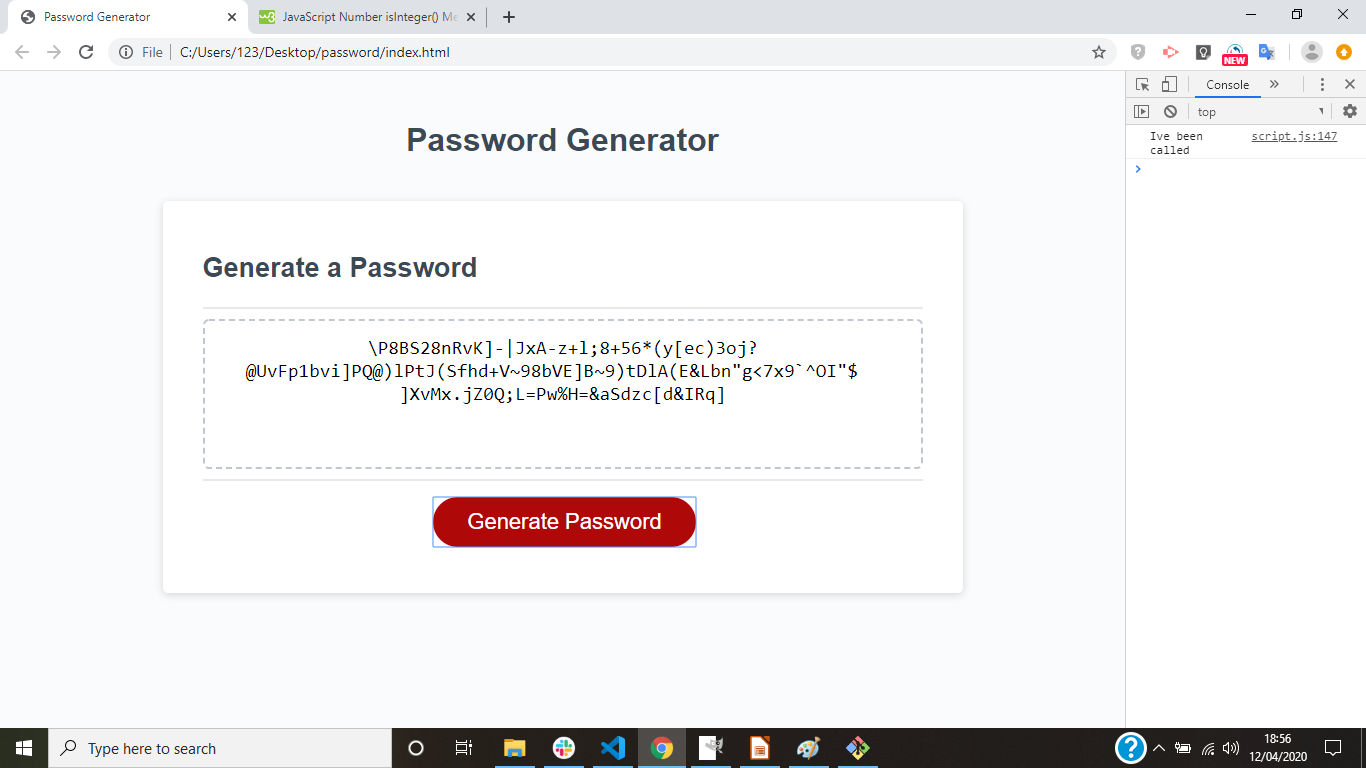 Password Generator
JavaScript Number isInteger() Me
File
C:/Users/123/Desktop/password/index.html
NEW
Console
top
Ive been called
script.js:147
Password Generator
Generate a Password
\P8BS28nRvK]-|JxA-z+l;8+56*(y[ec)3oj?
@UvFp1bvi]PQ@)lPtJ(Sfhd+V~98bVE]B~9)tDlA(E&Lbn"g<7x9`^OI"$
]XvMx.jZ0Q;L=Pw%H=&aSdzc[d&IRq]
Generate Password
Type here to search
18:56
12/04/2020